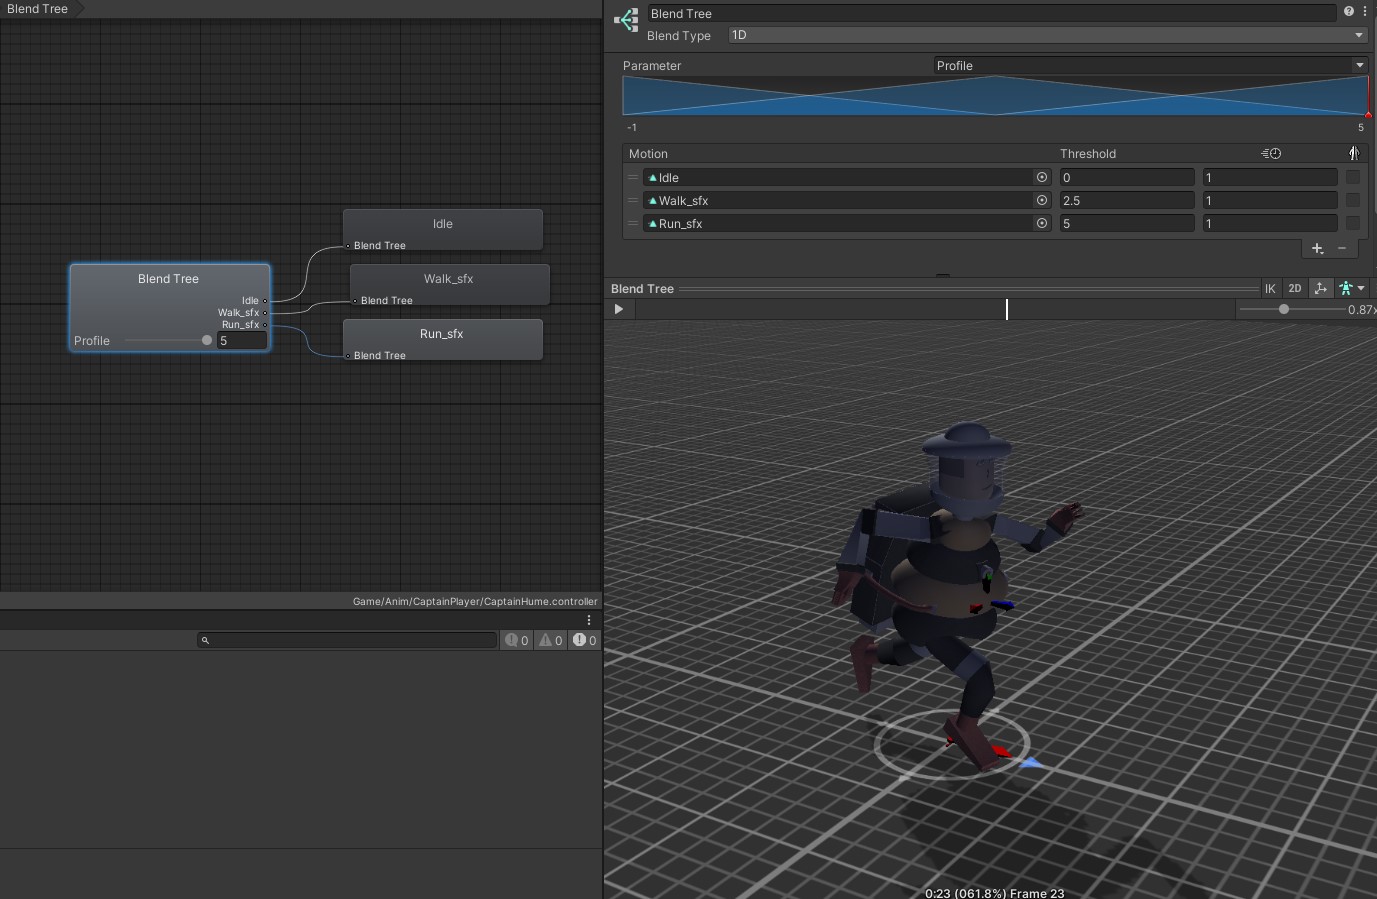 Blend Tree
Blend Tree
Blend Type
1D
Parameter
Profile
-1
5
Motion
Threshold
Idle
0
1
Walk_sfx
2.5
1
Run_sfx
5
1
Idle
Blend Tree
Blend Tree
Idle
Walk_sfx
Run_sfx
Profile
5
Walk_sfx
Blend Tree
Run_sfx
Blend Tree
Blend Tree
IK
2D
0.87x
Game/Anim/CaptainPlayer/CaptainHume.controller
0
0
0
0:23 (061.8%) Frame 23